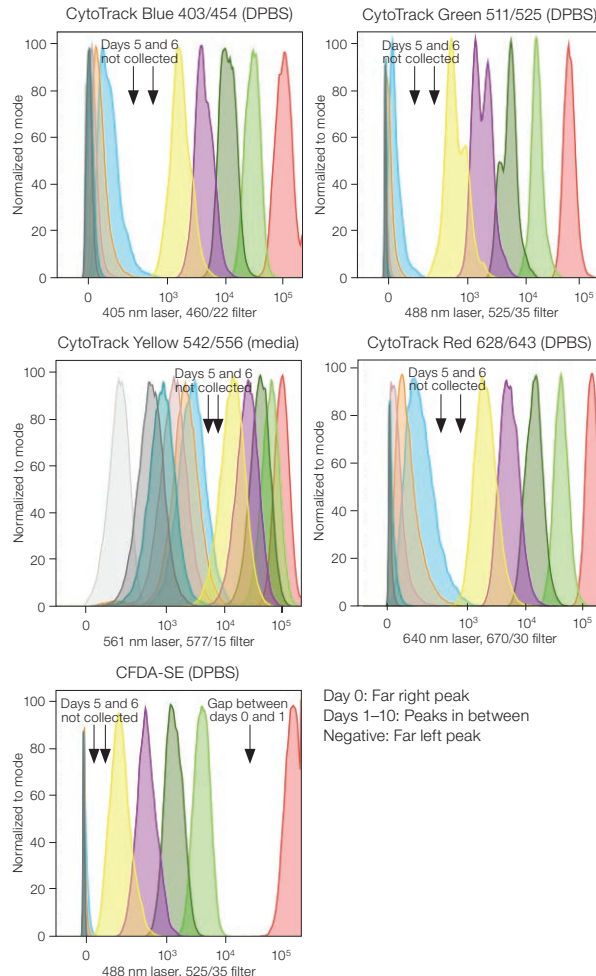 CytoTrack Blue 403/454 (DPBS)
Normalized to mode
100
80
60
40
20
0
Days 5 and 6
not collected
0 10³ 10⁴ 10⁵
405 nm laser, 460/22 filter
CytoTrack Green 511/525 (DPBS)
Normalized to mode
100
80
60
40
20
0
Days 5 and 6
not collected
0 10³ 10⁴ 10⁵
488 nm laser, 525/35 filter
CytoTrack Yellow 542/556 (media)
Normalized to mode
100
80
60
40
20
0
Days 5 and 6
not collected
0 10³ 10⁴ 10⁵
561 nm laser, 577/15 filter
CytoTrack Red 628/643 (DPBS)
Normalized to mode
100
80
60
40
20
0
Days 5 and 6
not collected
0 10³ 10⁴ 10⁵
640 nm laser, 670/30 filter
CFDA-SE (DPBS)
Normalized to mode
100
80
60
40
20
0
Days 5 and 6
not collected
Gap between
days 0 and 1
0 10³ 10⁴ 10⁵
488 nm laser, 525/35 filter
Day 0: Far right peak
Days 1–10: Peaks in between
Negative: Far left peak